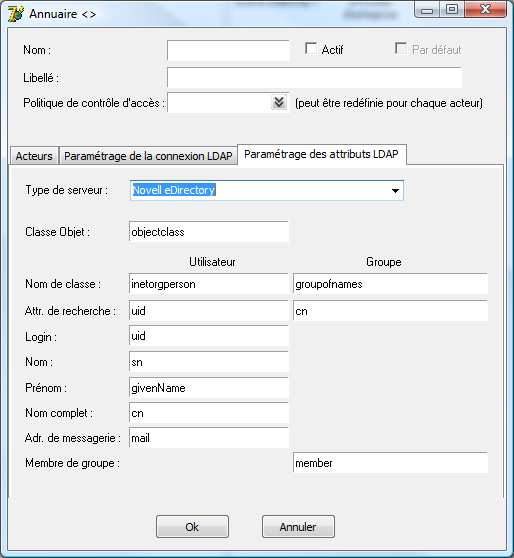 Annuaire <>
Nom :
Actif
Par défaut
Libellé :
Politique de contrôle d'accès :
(peut être redéfinie pour chaque acteur)
Acteurs
Paramétrage de la connexion LDAP
Paramétrage des attributs LDAP
Type de serveur :
Novell eDirectory
Classe Objet :
objectclass
Utilisateur
Groupe
Nom de classe :
inetorgperson
groupofnames
Attr. de recherche :
uid
cn
Login :
uid
Nom :
sn
Prénom :
givenName
Nom complet :
cn
Adr. de messagerie :
mail
Membre de groupe :
member
Ok
Annuler